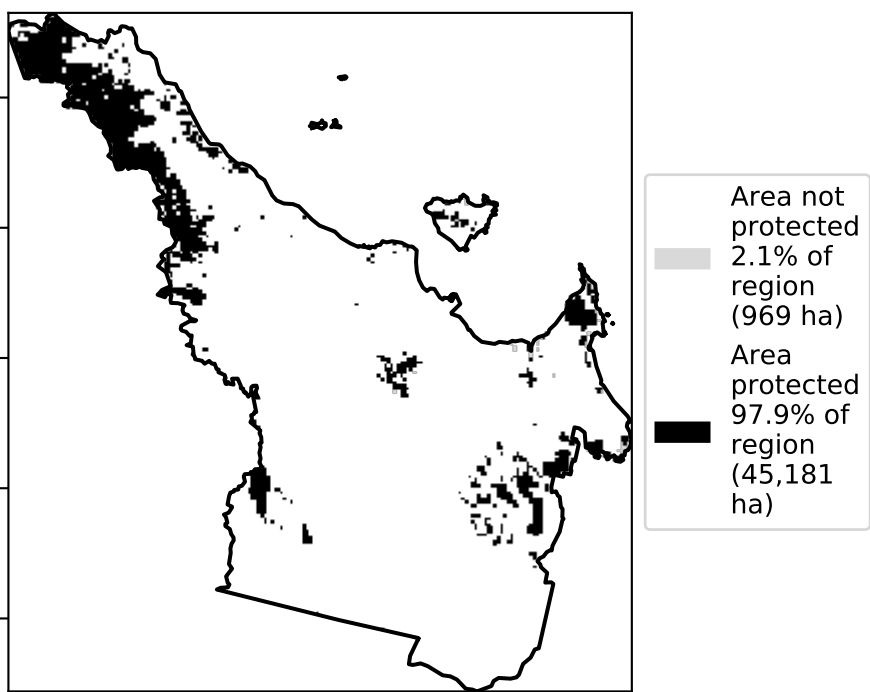 Area not
protected
2.1% of
region
(969 ha)
Area
protected
97.9% of
region
(45,181
ha)